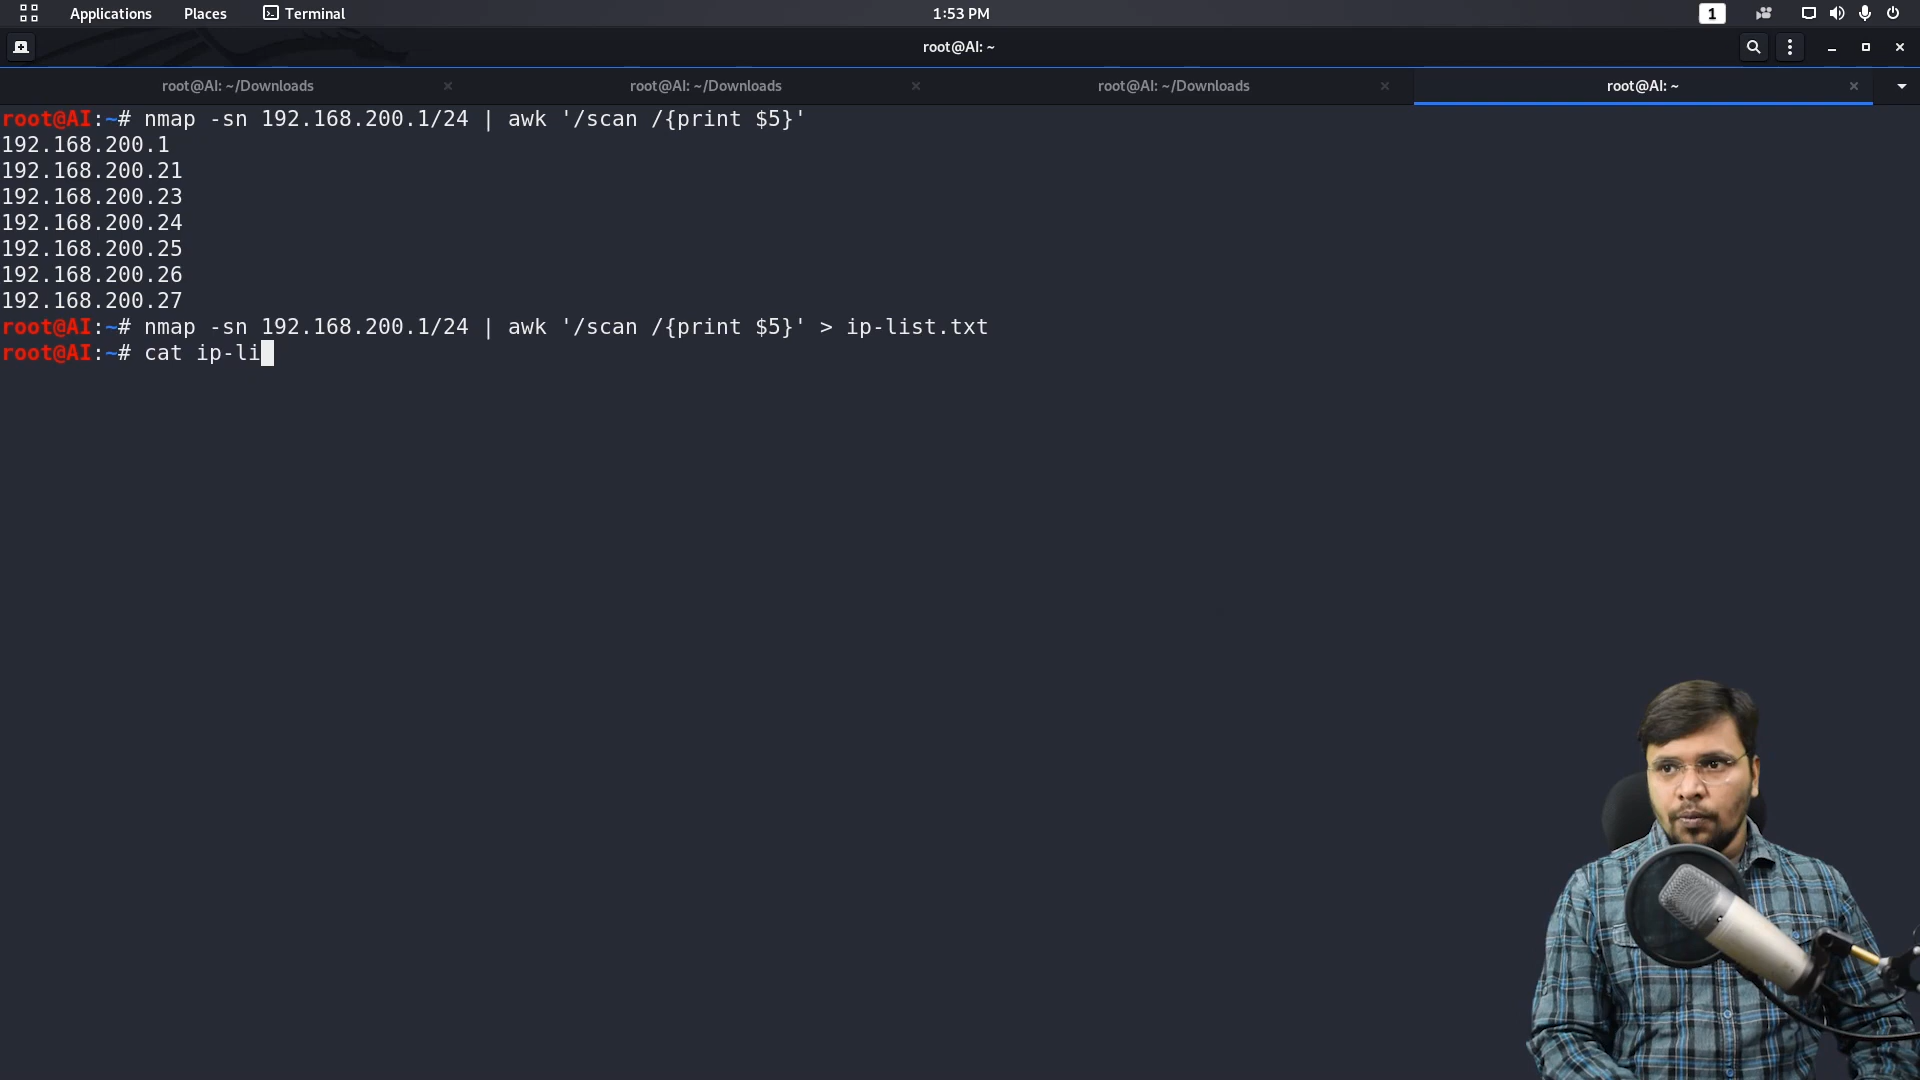 Applications Places Terminal 1:53 PM 1
root@AI: ~
root@AI: ~/Downloads root@AI: ~/Downloads root@AI: ~/Downloads root@AI: ~
root@AI:~# nmap -sn 192.168.200.1/24 | awk '/scan /{print $5}'
192.168.200.1
192.168.200.21
192.168.200.23
192.168.200.24
192.168.200.25
192.168.200.26
192.168.200.27
root@AI:~# nmap -sn 192.168.200.1/24 | awk '/scan /{print $5}' > ip-list.txt
root@AI:~# cat ip-li